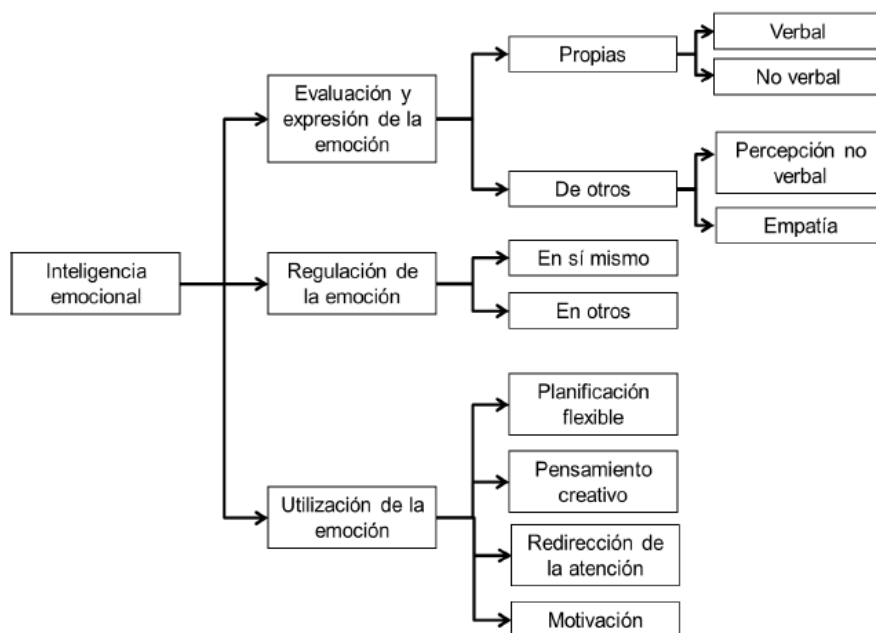 Verbal
Propias
No verbal
Evaluación y
expresión de la
emoción
Percepción no
verbal
De otros
Empatía
Inteligencia
emocional
Regulación de
la emoción
En sí mismo
En otros
Planificación
flexible
Pensamiento
creativo
Utilización de la
emoción
Redirección de
la atención
Motivación